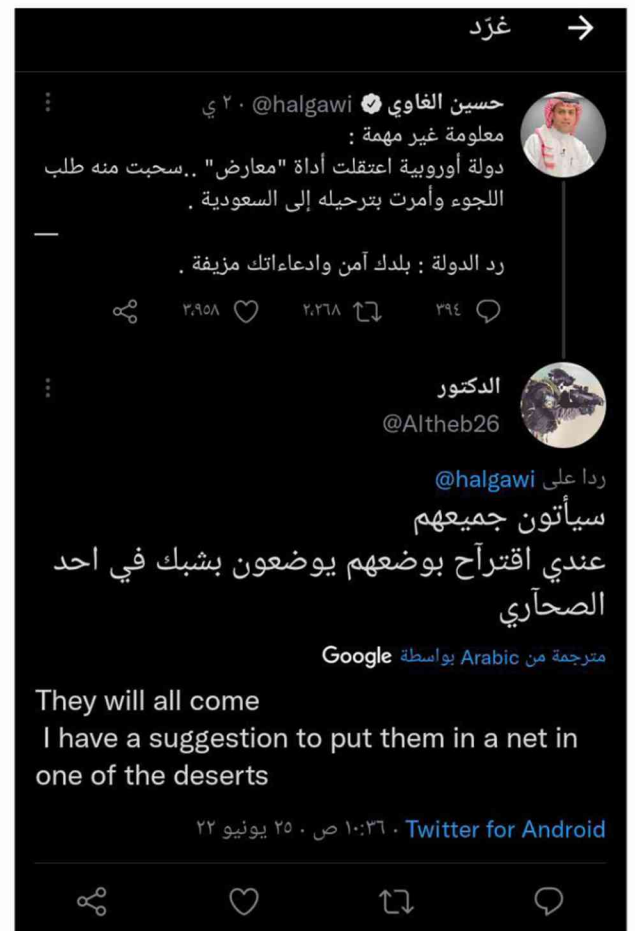 غرّد
حسين الغاوي @halgawi · ٢٠ ي
معلومة غير مهمة :
دولة أوروبية اعتقلت أداة "معارض" ..سحبت منه طلب
اللجوء وأمرت بترحيله إلى السعودية .
—
رد الدولة : بلدك آمن وادعاءاتك مزيفة .
٣٩٤ ٢،٢٦٨ ٣،٩٥٨
الدكتور
@Altheb26
ردا على @halgawi
سيأتون جميعهم
عندي اقترآح بوضعهم يوضعون بشبك في احد
الصحآري
مترجمة من Arabic بواسطة Google
They will all come
I have a suggestion to put them in a net in
one of the deserts
١٠:٣٦ ص · ٢٥ يونيو ٢٢ · Twitter for Android